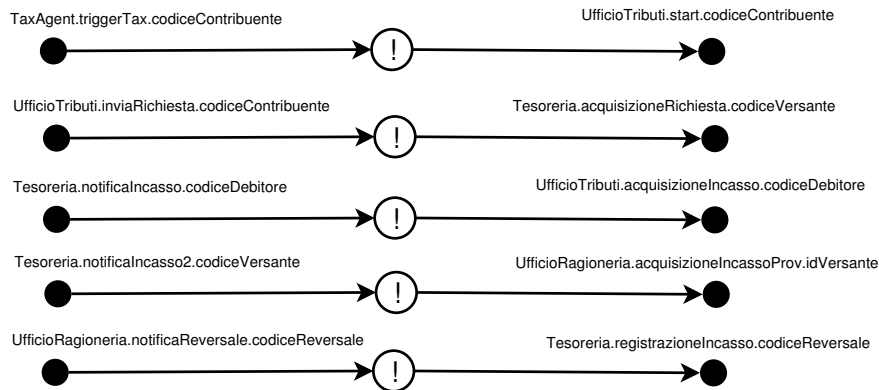 TaxAgent.triggerTax.codiceContribuente
!
UfficioTributi.start.codiceContribuente
UfficioTributi.inviaRichiesta.codiceContribuente
!
Tesoreria.acquisizioneRichiesta.codiceVersante
Tesoreria.notificaIncasso.codiceDebitore
!
UfficioTributi.acquisizioneIncasso.codiceDebitore
Tesoreria.notificaIncasso2.codiceVersante
!
UfficioRagioneria.acquisizioneIncassoProv.idVersante
UfficioRagioneria.notificaReversale.codiceReversale
!
Tesoreria.registrazioneIncasso.codiceReversale